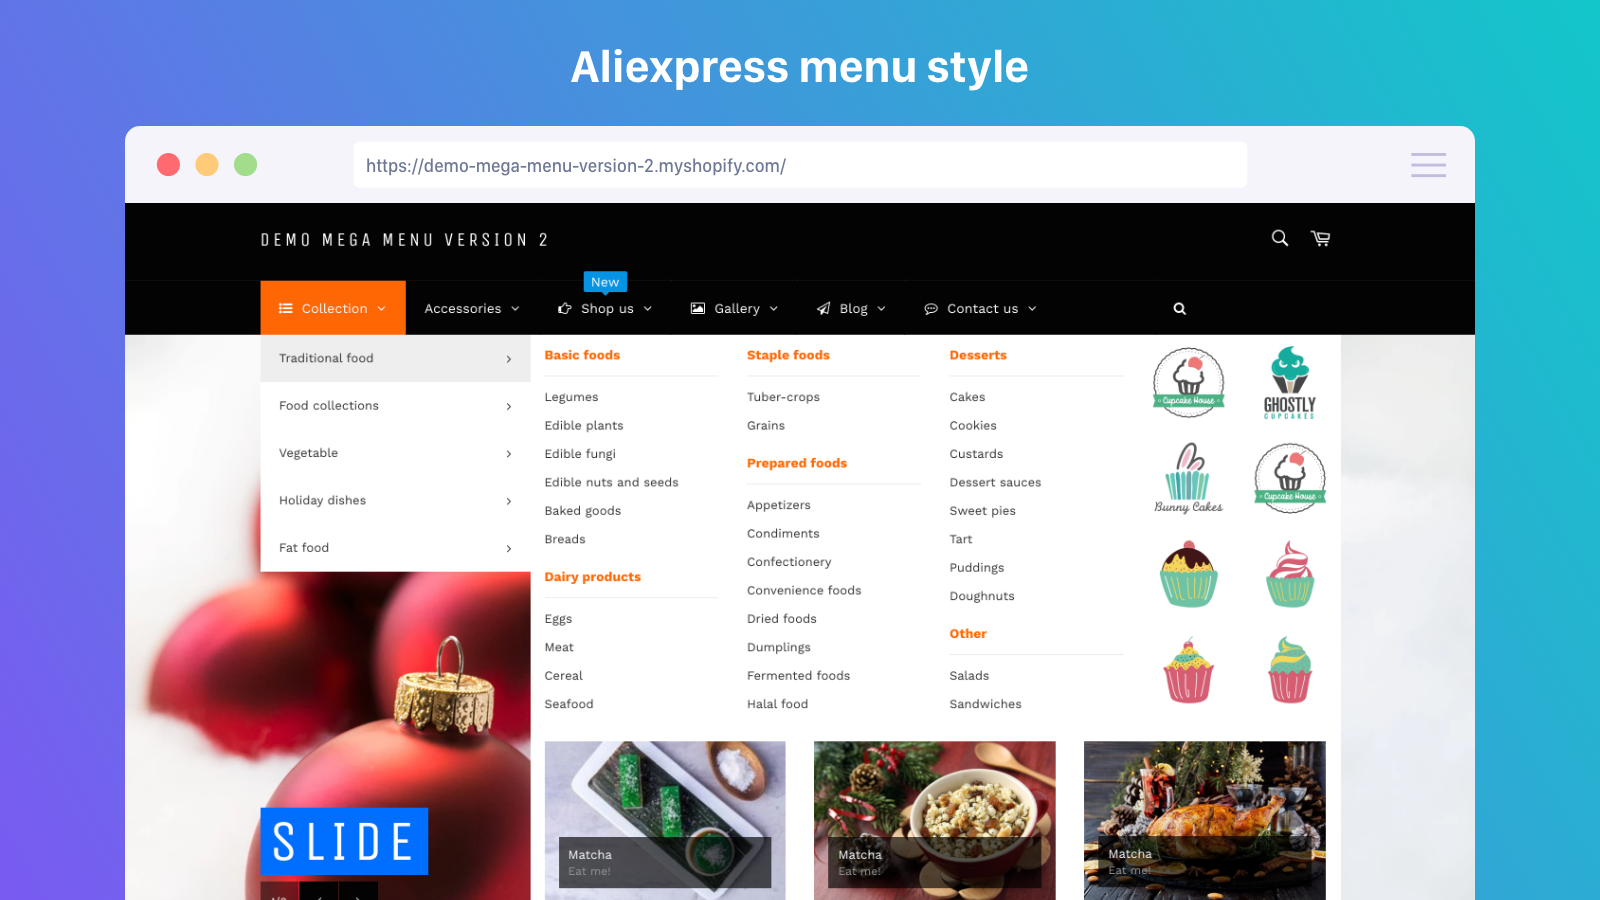 Aliexpress menu style
https://demo-mega-menu-version-2.myshopify.com/
DEMO MEGA MENU VERSION 2
New
Collection
Accessories
Shop us
Gallery
Blog
Contact us
Traditional food
Food collections
Vegetable
Holiday dishes
Fat food
Basic foods
Legumes
Edible plants
Edible fungi
Edible nuts and seeds
Baked goods
Breads
Dairy products
Eggs
Meat
Cereal
Seafood
Staple foods
Tuber-crops
Grains
Prepared foods
Appetizers
Condiments
Confectionery
Convenience foods
Dried foods
Dumplings
Fermented foods
Halal food
Desserts
Cakes
Cookies
Custards
Dessert sauces
Sweet pies
Tart
Puddings
Doughnuts
Other
Salads
Sandwiches
Cupcake House
GHOSTLY
CUPCAKES
Bunny Cakes
Cupcake House
SLIDE
Matcha
Eat me!
Matcha
Eat me!
Matcha
Eat me!